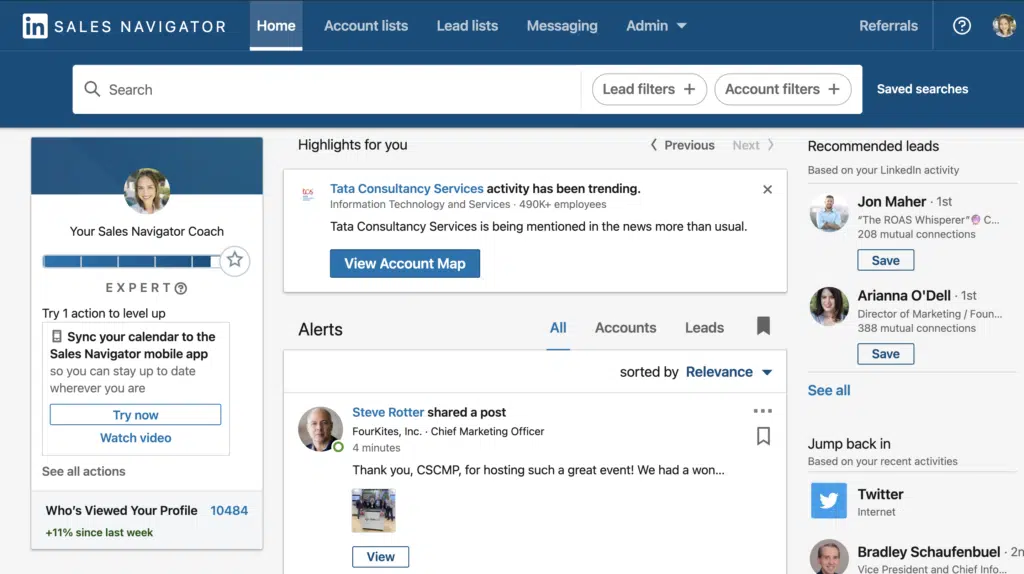 in SALES NAVIGATOR
Home
Account lists
Lead lists
Messaging
Admin
Referrals
Search
Lead filters +
Account filters +
Saved searches
Your Sales Navigator Coach
EXPERT
Try 1 action to level up
Sync your calendar to the
Sales Navigator mobile app
so you can stay up to date
wherever you are
Try now
Watch video
See all actions
Who's Viewed Your Profile 10484
+11% since last week
Highlights for you
Previous
Next
tcs
Tata Consultancy Services activity has been trending.
Information Technology and Services · 490K+ employees
Tata Consultancy Services is being mentioned in the news more than usual.
View Account Map
Alerts
All
Accounts
Leads
sorted by Relevance
Steve Rotter shared a post
FourKites, Inc. · Chief Marketing Officer
4 minutes
Thank you, CSCMP, for hosting such a great event! We had a won...
View
Recommended leads
Based on your LinkedIn activity
Jon Maher · 1st
"The ROAS Whisperer"🔮 C...
208 mutual connections
Save
Arianna O'Dell · 1st
Director of Marketing / Foun...
388 mutual connections
Save
See all
Jump back in
Based on your recent activities
Twitter
Internet
Bradley Schaufenbuel · 2n
Vice President and Chief Info...